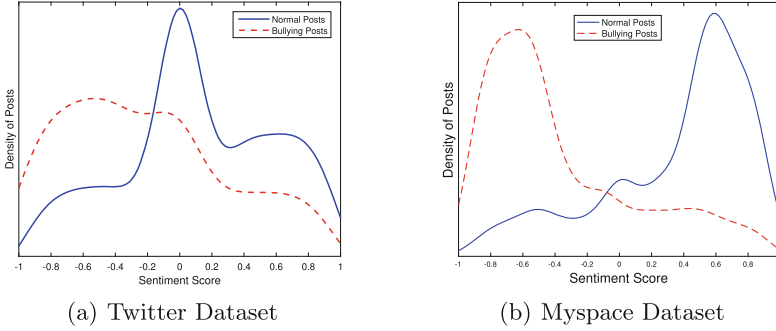 Normal Posts
Bullying Posts
Density of Posts
-1 -0.8 -0.6 -0.4 -0.2 0 0.2 0.4 0.6 0.8 1
Sentiment Score
(a) Twitter Dataset
Normal Posts
Bullying Posts
Density of Posts
-1 -0.8 -0.6 -0.4 -0.2 0 0.2 0.4 0.6 0.8
Sentiment Score
(b) Myspace Dataset